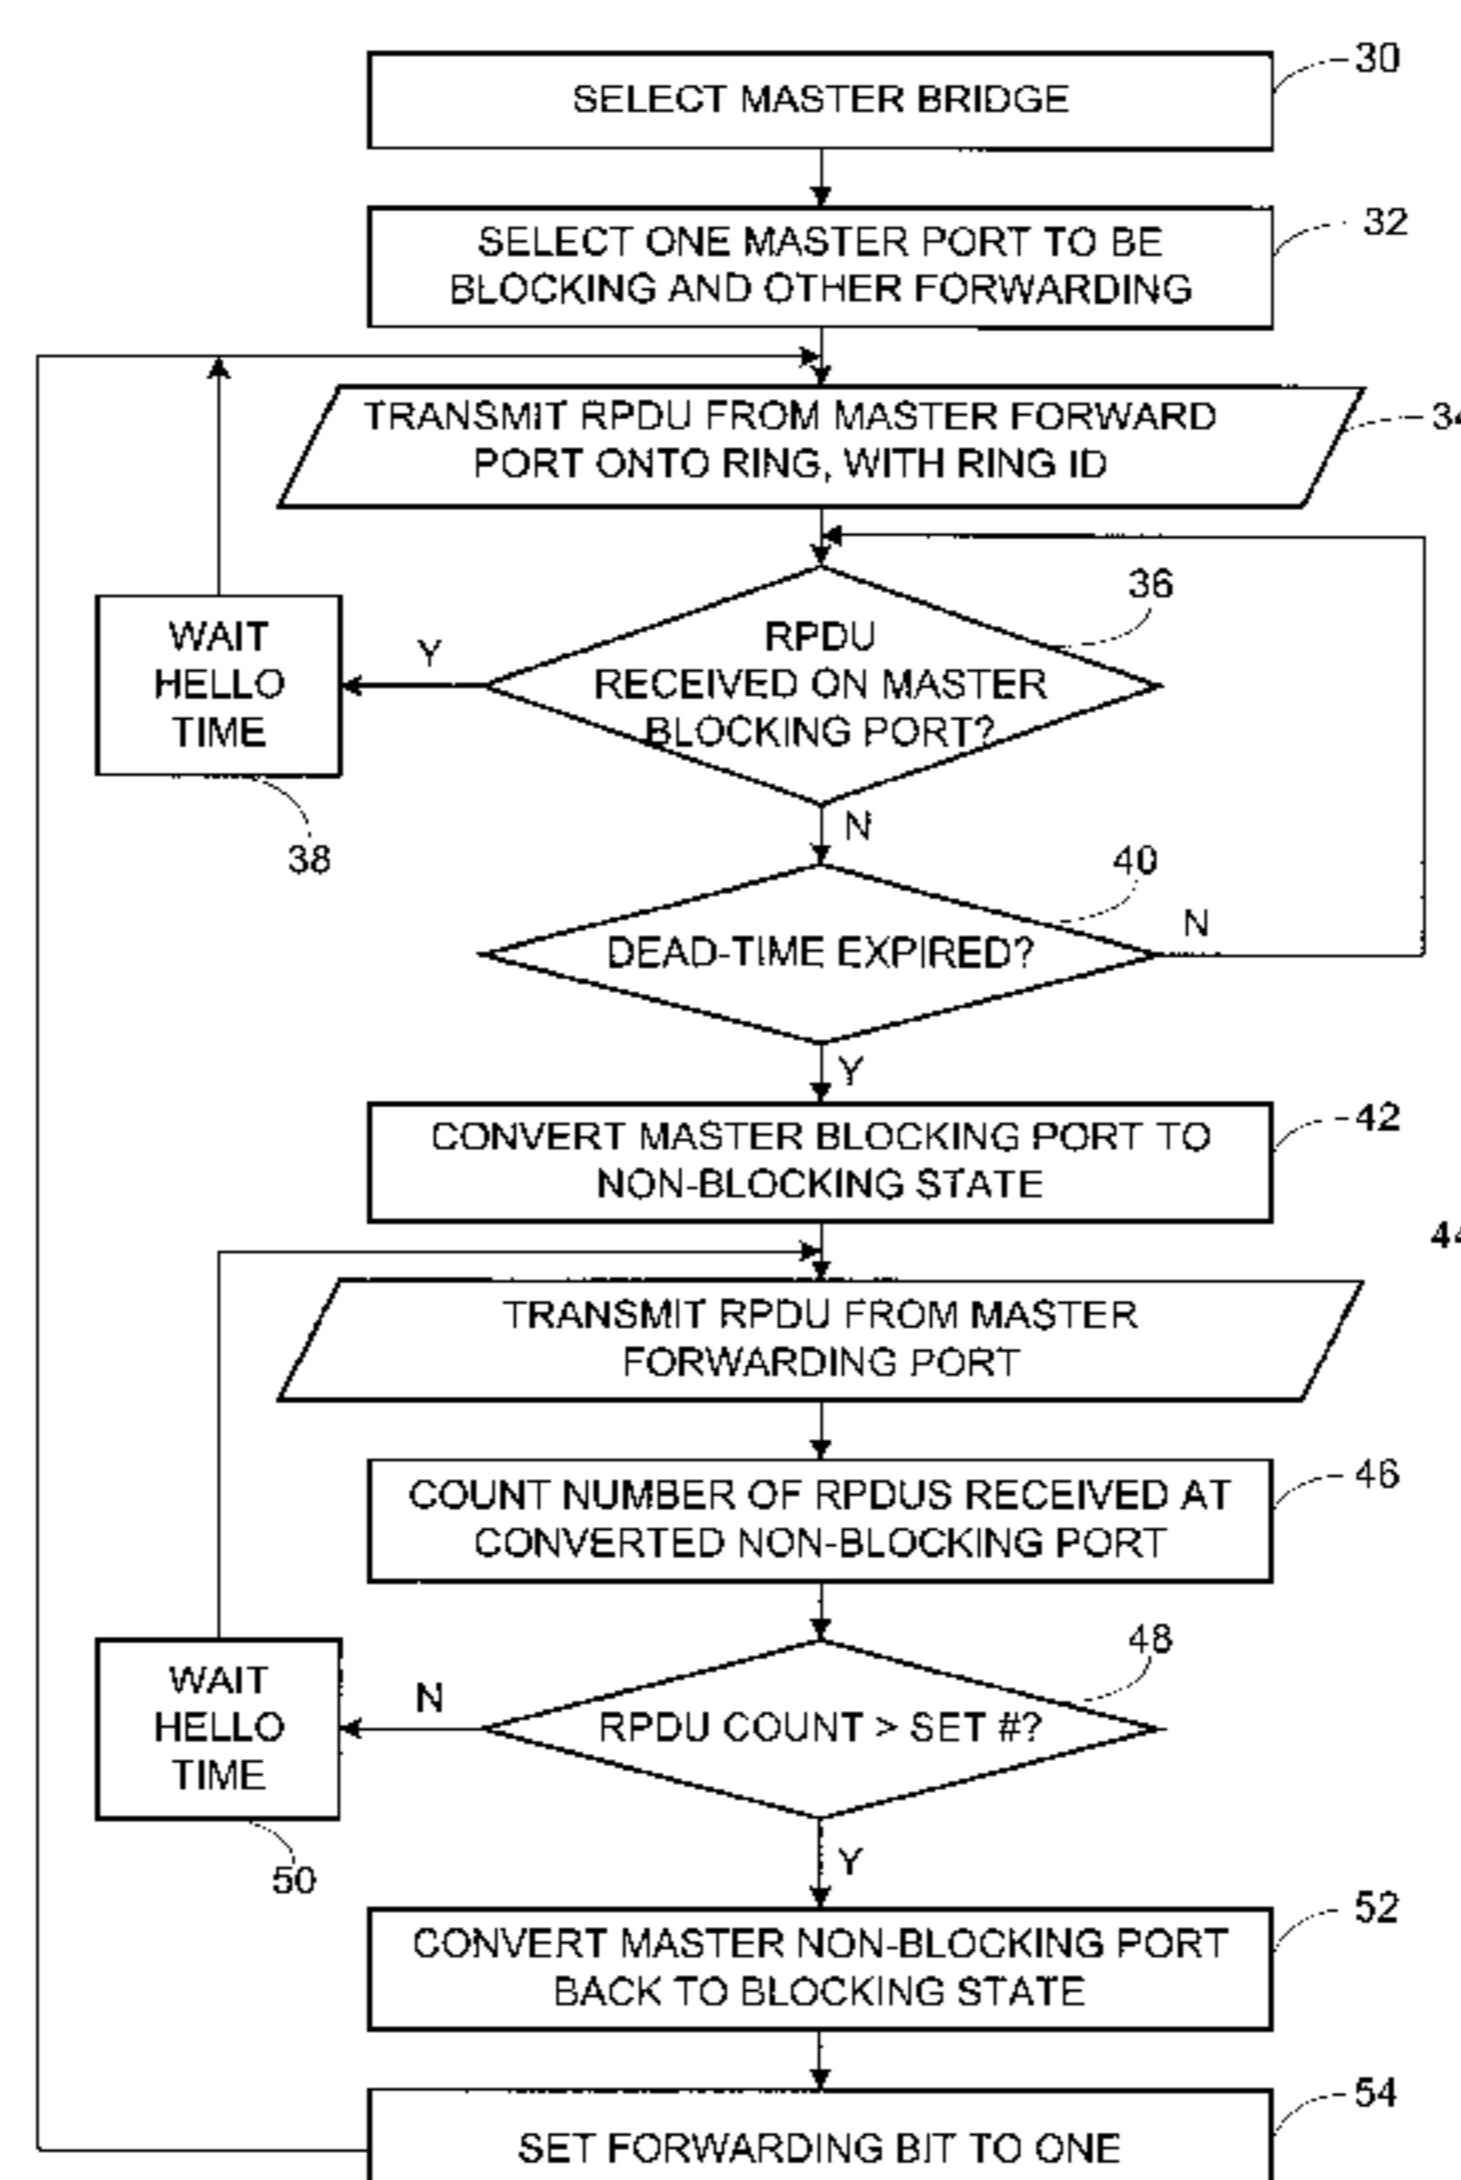 30
SELECT MASTER BRIDGE
32
SELECT ONE MASTER PORT TO BE
BLOCKING AND OTHER FORWARDING
TRANSMIT RPDU FROM MASTER FORWARD
PORT ONTO RING, WITH RING ID
34
36
RPDU
RECEIVED ON MASTER
BLOCKING PORT?
Y
WAIT
HELLO
TIME
38
N
40
DEAD-TIME EXPIRED?
N
Y
CONVERT MASTER BLOCKING PORT TO
NON-BLOCKING STATE
42
44
TRANSMIT RPDU FROM MASTER
FORWARDING PORT
COUNT NUMBER OF RPDUS RECEIVED AT
CONVERTED NON-BLOCKING PORT
46
48
RPDU COUNT > SET #?
N
WAIT
HELLO
TIME
50
Y
CONVERT MASTER NON-BLOCKING PORT
BACK TO BLOCKING STATE
52
54
SET FORWARDING BIT TO ONE